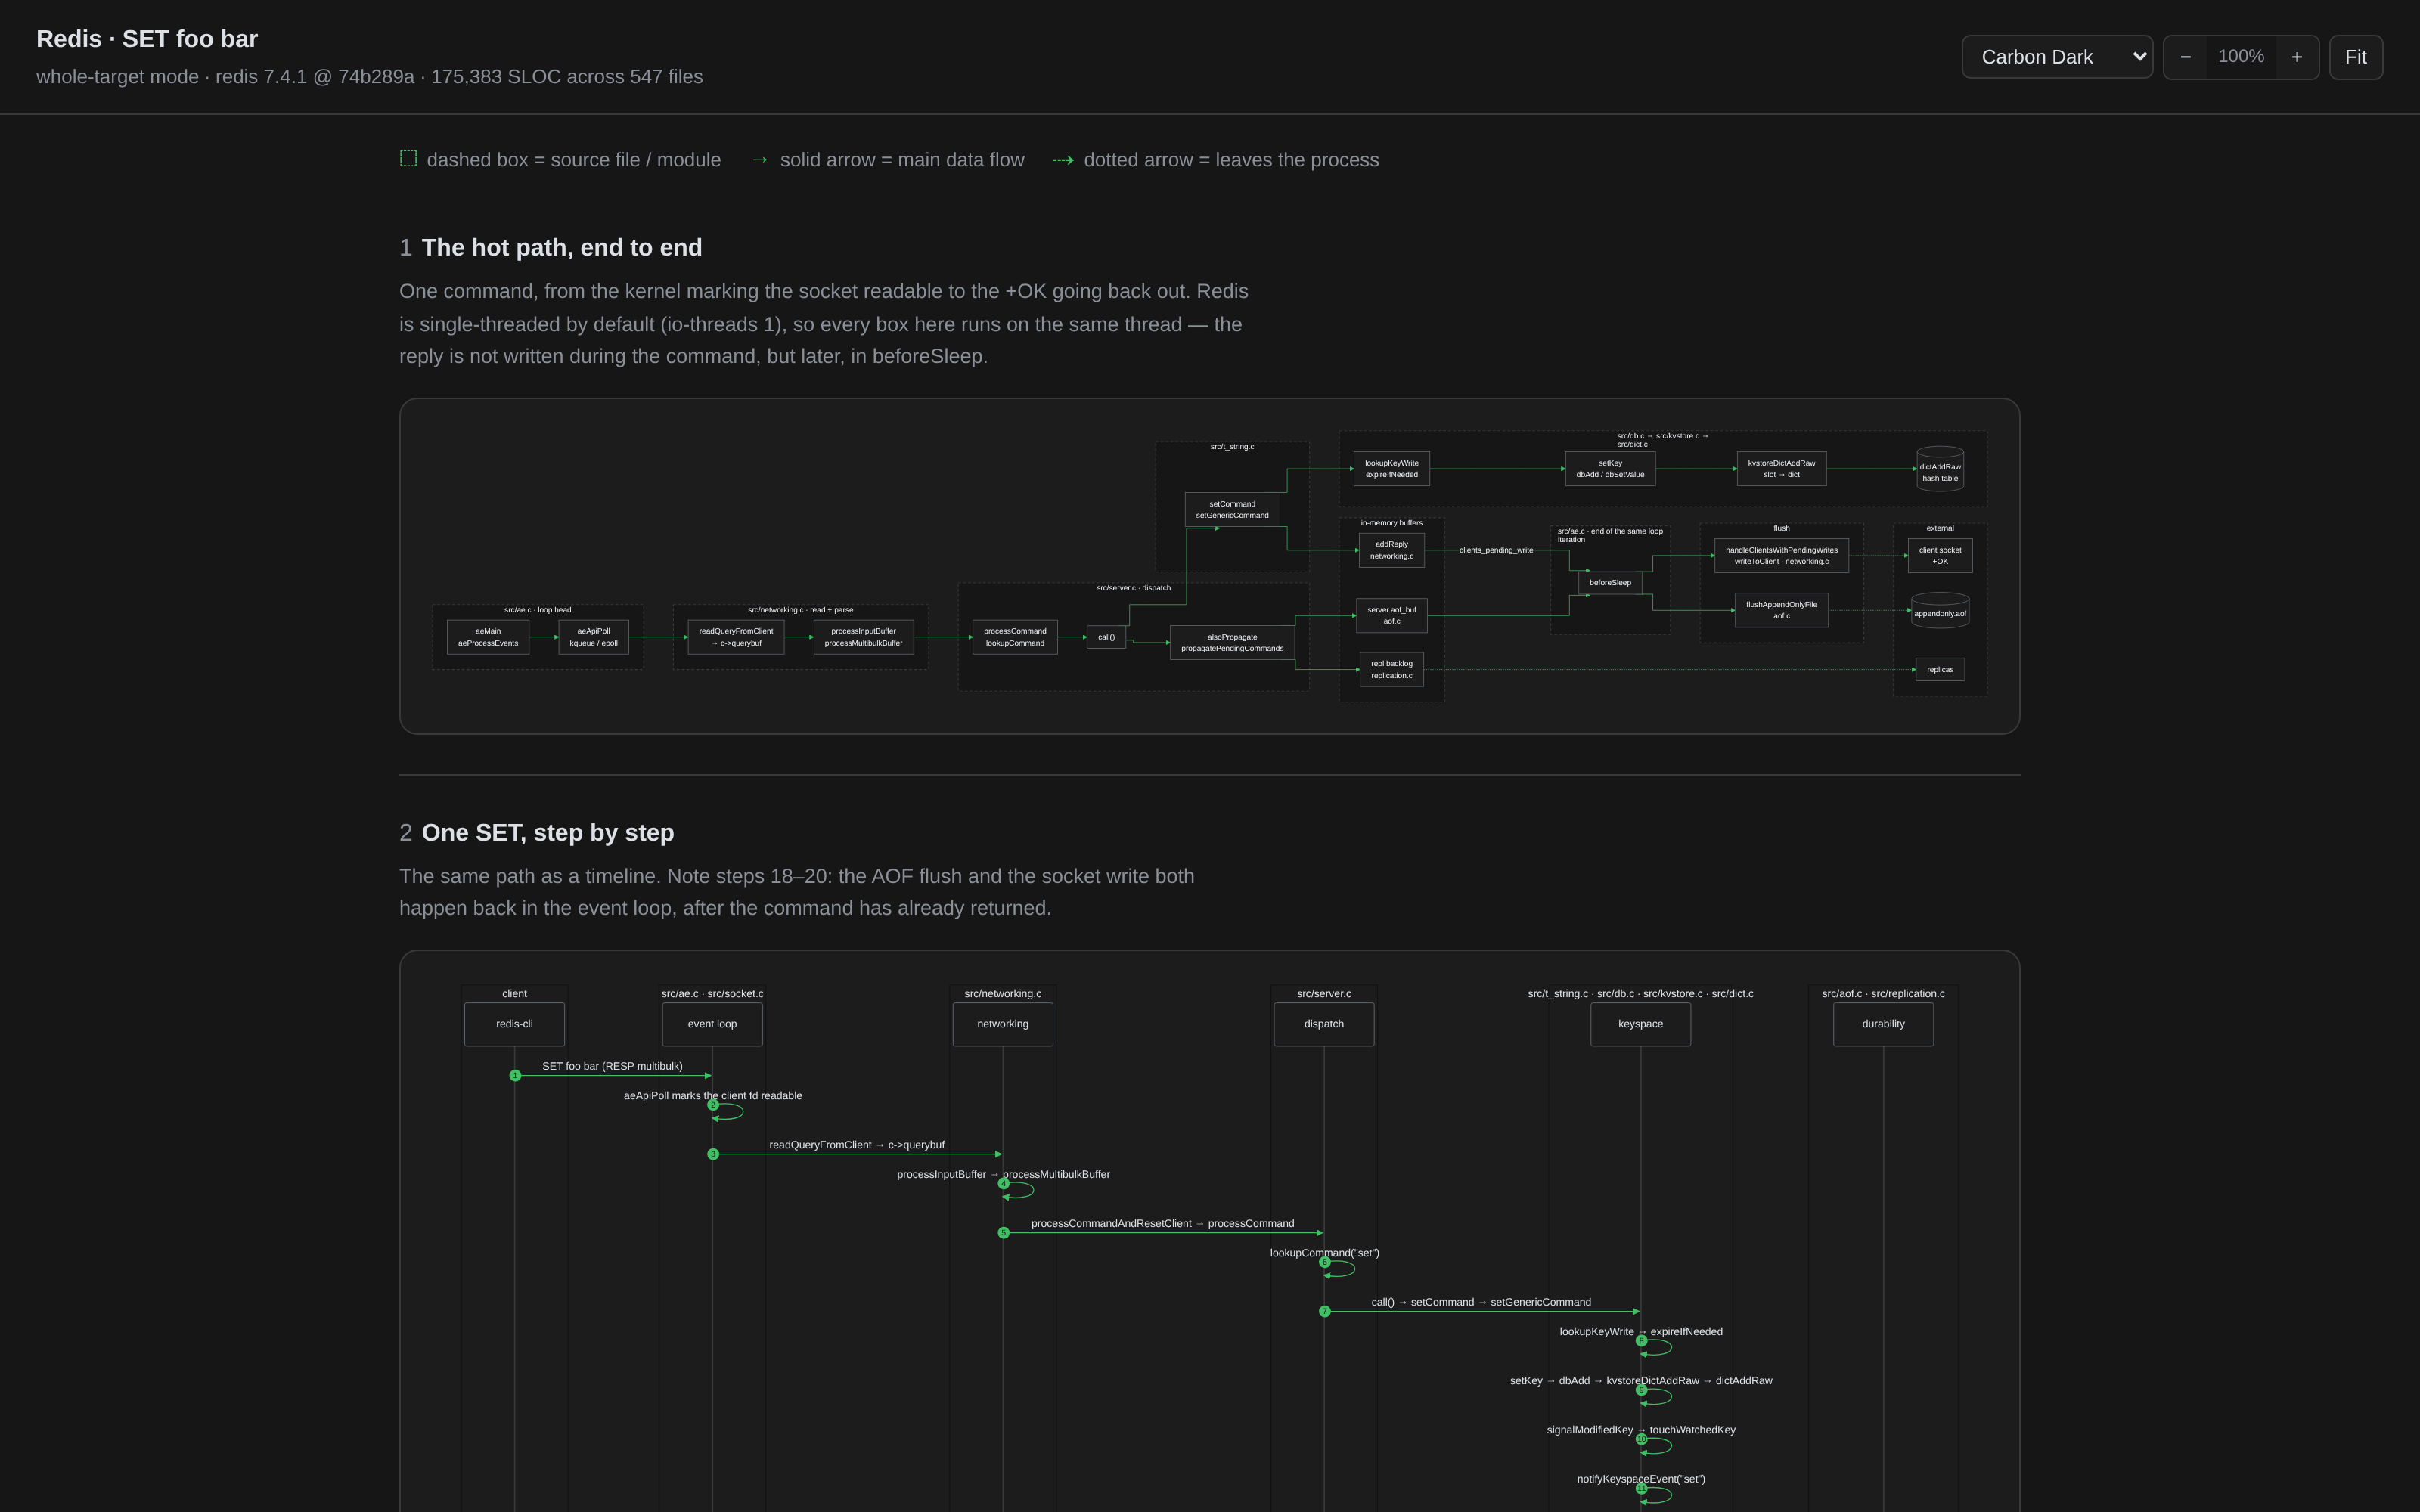 Redis · SET foo bar
whole-target mode · redis 7.4.1 @ 74b289a · 175,383 SLOC across 547 files
Carbon Dark
− 100% +
Fit
dashed box = source file / module → solid arrow = main data flow ⇢ dotted arrow = leaves the process
1 The hot path, end to end
One command, from the kernel marking the socket readable to the +OK going back out. Redis
is single-threaded by default (io-threads 1), so every box here runs on the same thread — the
reply is not written during the command, but later, in beforeSleep.
src/ae.c · loop head
aeMain
aeProcessEvents
aeApiPoll
kqueue / epoll
src/networking.c · read + parse
readQueryFromClient
→ c->querybuf
processInputBuffer
processMultibulkBuffer
src/server.c · dispatch
processCommand
lookupCommand
call()
alsoPropagate
propagatePendingCommands
src/t_string.c
setCommand
setGenericCommand
src/db.c → src/kvstore.c →
src/dict.c
lookupKeyWrite
expireIfNeeded
setKey
dbAdd / dbSetValue
kvstoreDictAddRaw
slot → dict
dictAddRaw
hash table
in-memory buffers
addReply
networking.c
server.aof_buf
aof.c
repl backlog
replication.c
clients_pending_write
src/ae.c · end of the same loop
iteration
beforeSleep
flush
handleClientsWithPendingWrites
writeToClient · networking.c
flushAppendOnlyFile
aof.c
external
client socket
+OK
appendonly.aof
replicas
2 One SET, step by step
The same path as a timeline. Note steps 18–20: the AOF flush and the socket write both
happen back in the event loop, after the command has already returned.
client
redis-cli
src/ae.c · src/socket.c
event loop
src/networking.c
networking
src/server.c
dispatch
src/t_string.c · src/db.c · src/kvstore.c · src/dict.c
keyspace
src/aof.c · src/replication.c
durability
SET foo bar (RESP multibulk)
1
aeApiPoll marks the client fd readable
2
readQueryFromClient → c->querybuf
3
processInputBuffer → processMultibulkBuffer
4
processCommandAndResetClient → processCommand
5
lookupCommand("set")
6
call() → setCommand → setGenericCommand
7
lookupKeyWrite → expireIfNeeded
8
setKey → dbAdd → kvstoreDictAddRaw → dictAddRaw
9
signalModifiedKey → touchWatchedKey
10
notifyKeyspaceEvent("set")
11